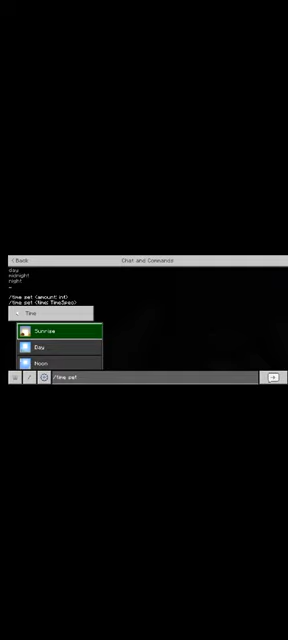 < Back
Chat and Commands
day
midnight
night
/time set <amount: int>
/time set <time: TimeSpec>
Time
Sunrise
Day
Noon
/time set